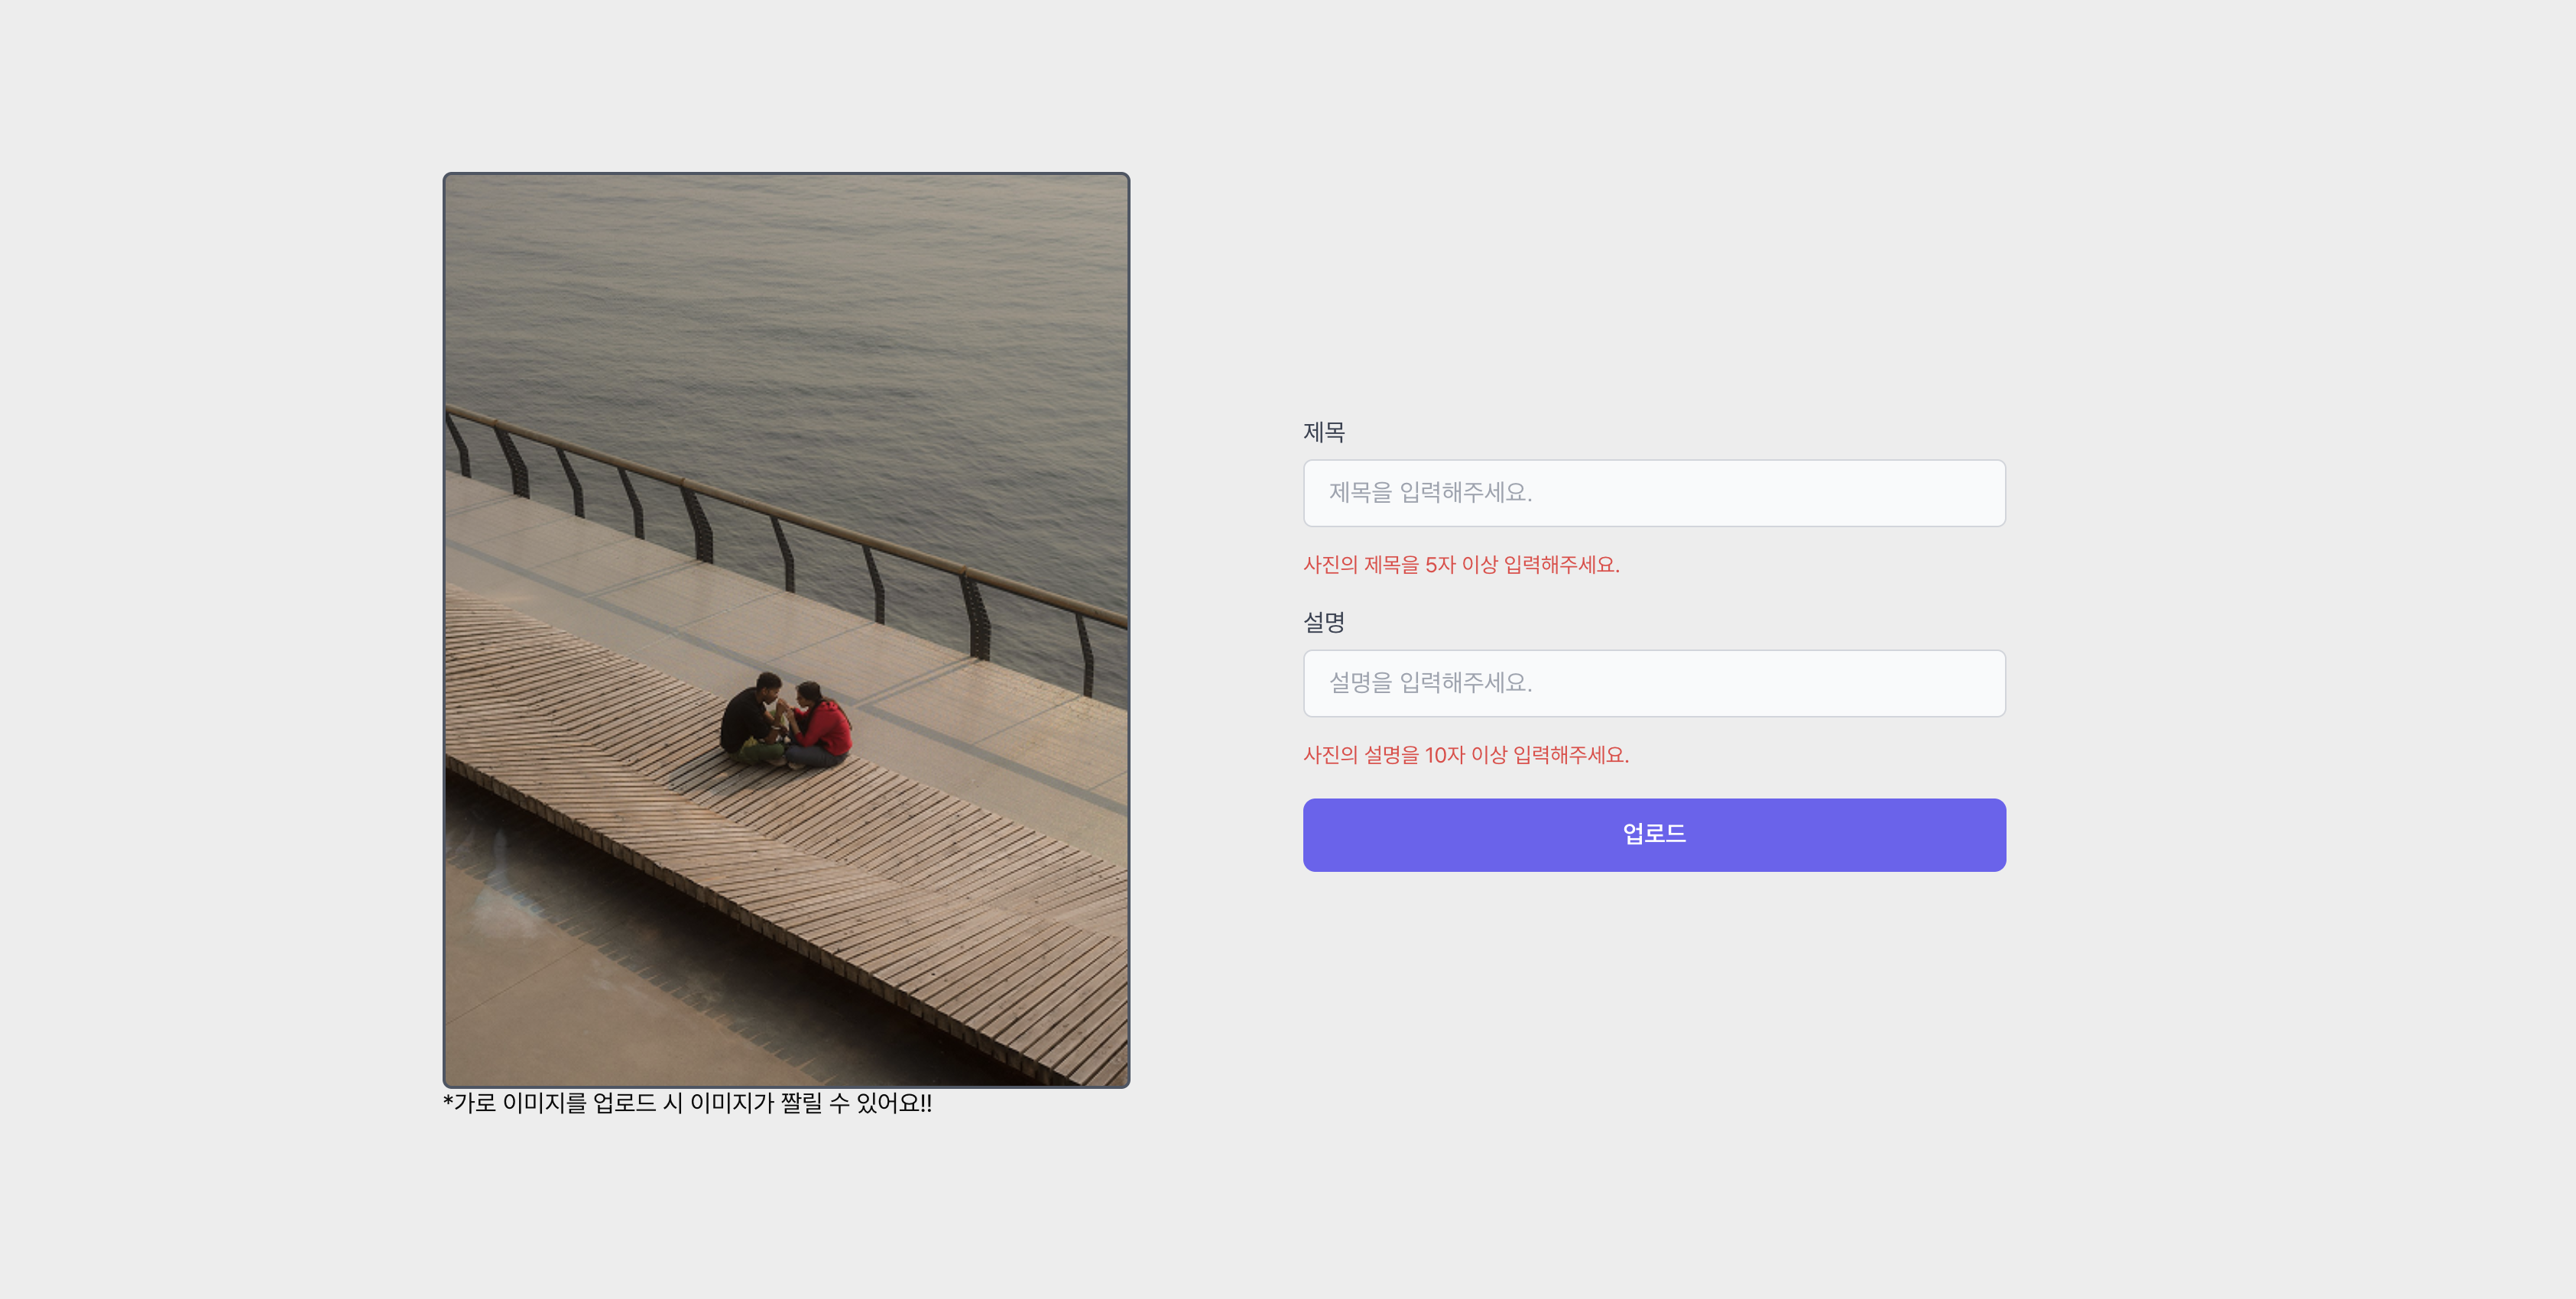 *가로 이미지를 업로드 시 이미지가 짤릴 수 있어요!!
제목
제목을 입력해주세요.
사진의 제목을 5자 이상 입력해주세요.
설명
설명을 입력해주세요.
사진의 설명을 10자 이상 입력해주세요.
업로드